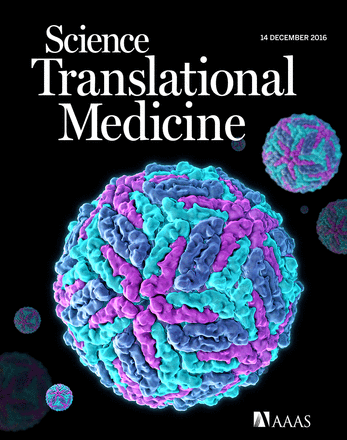 Science
14 DECEMBER 2016
Translational
Medicine
AAAS